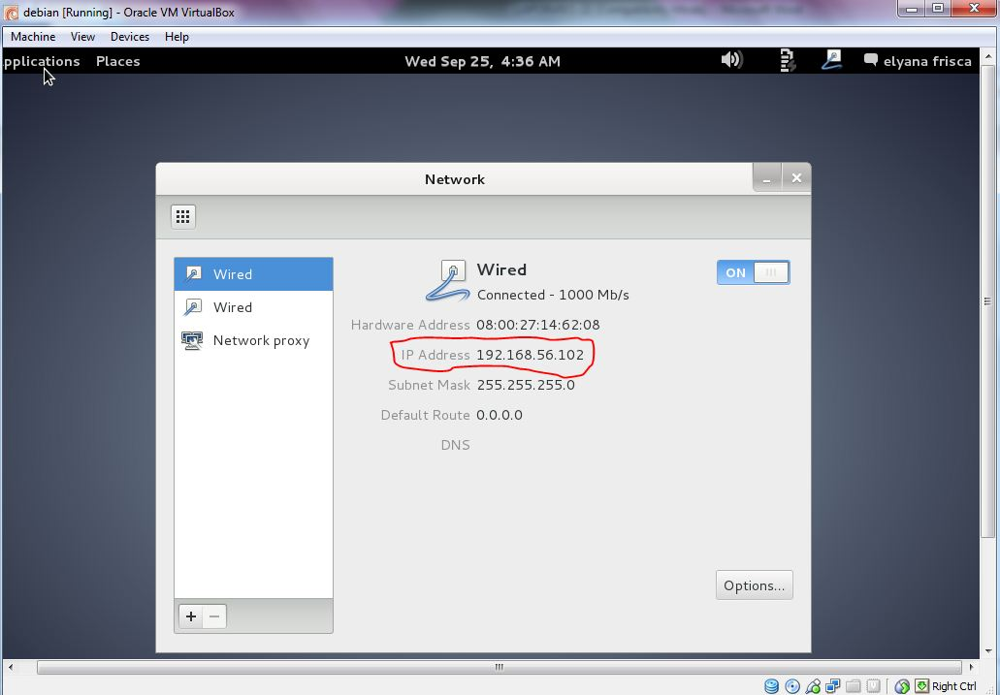 debian [Running] - Oracle VM VirtualBox
Machine View Devices Help
pplications Places Wed Sep 25, 4:36 AM elyana frisca
Network
Wired
Wired
Network proxy
Wired
ON
Connected - 1000 Mb/s
Hardware Address 08:00:27:14:62:08
IP Address 192.168.56.102
Subnet Mask 255.255.255.0
Default Route 0.0.0.0
DNS
Options...
Right Ctrl